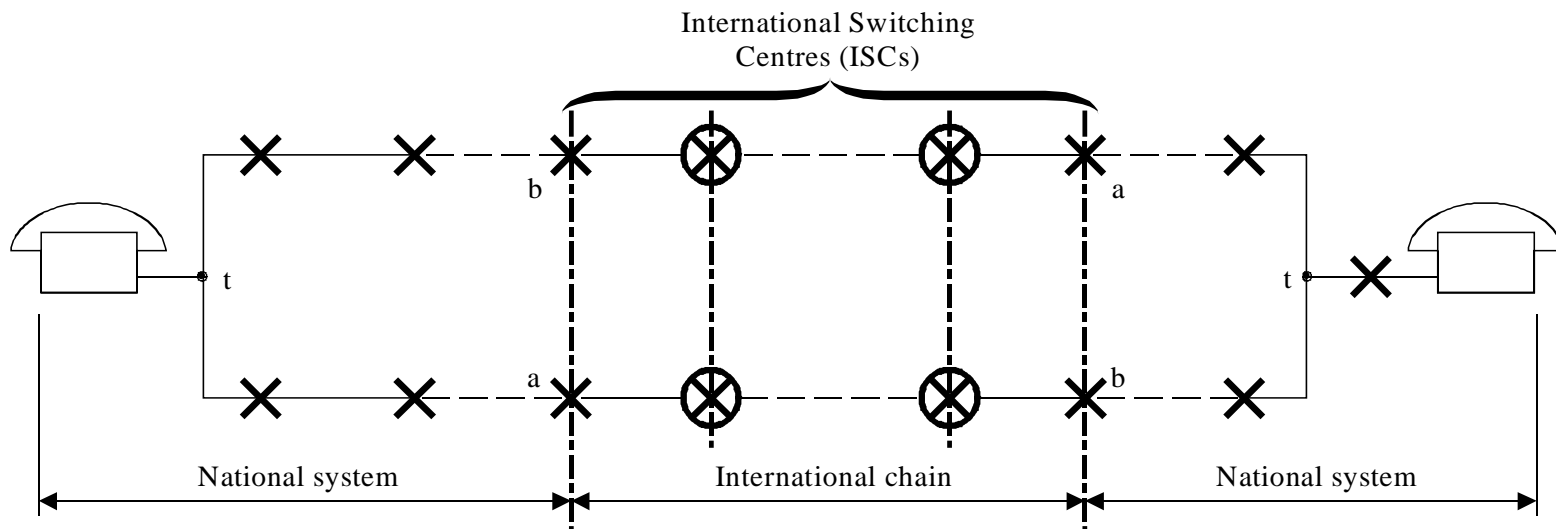 International Switching
Centres (ISCs)
b
a
t
t
a
b
National system
International chain
National system